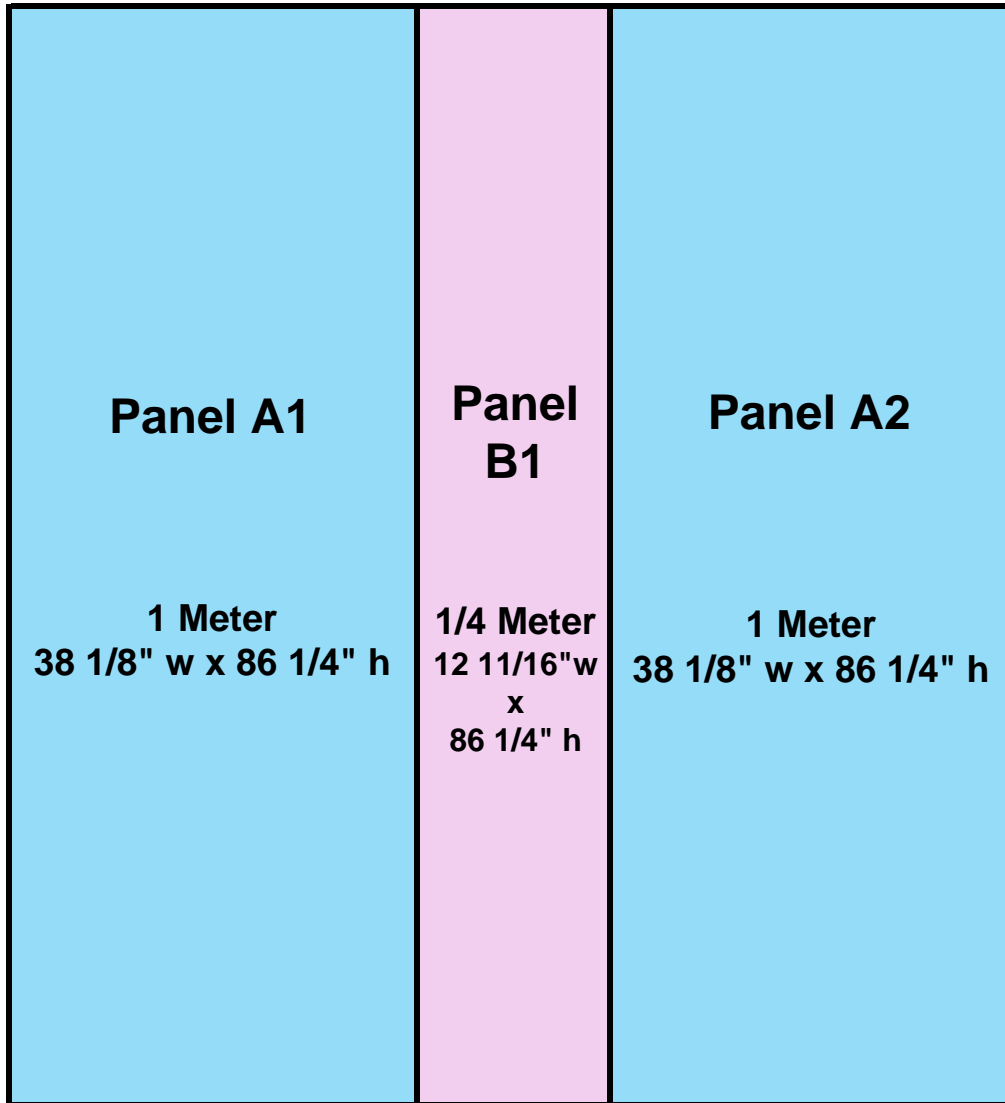 Panel A1
1 Meter
38 1/8" w x 86 1/4" h
Panel
B1
1/4 Meter
12 11/16"w
x
86 1/4" h
Panel A2
1 Meter
38 1/8" w x 86 1/4" h